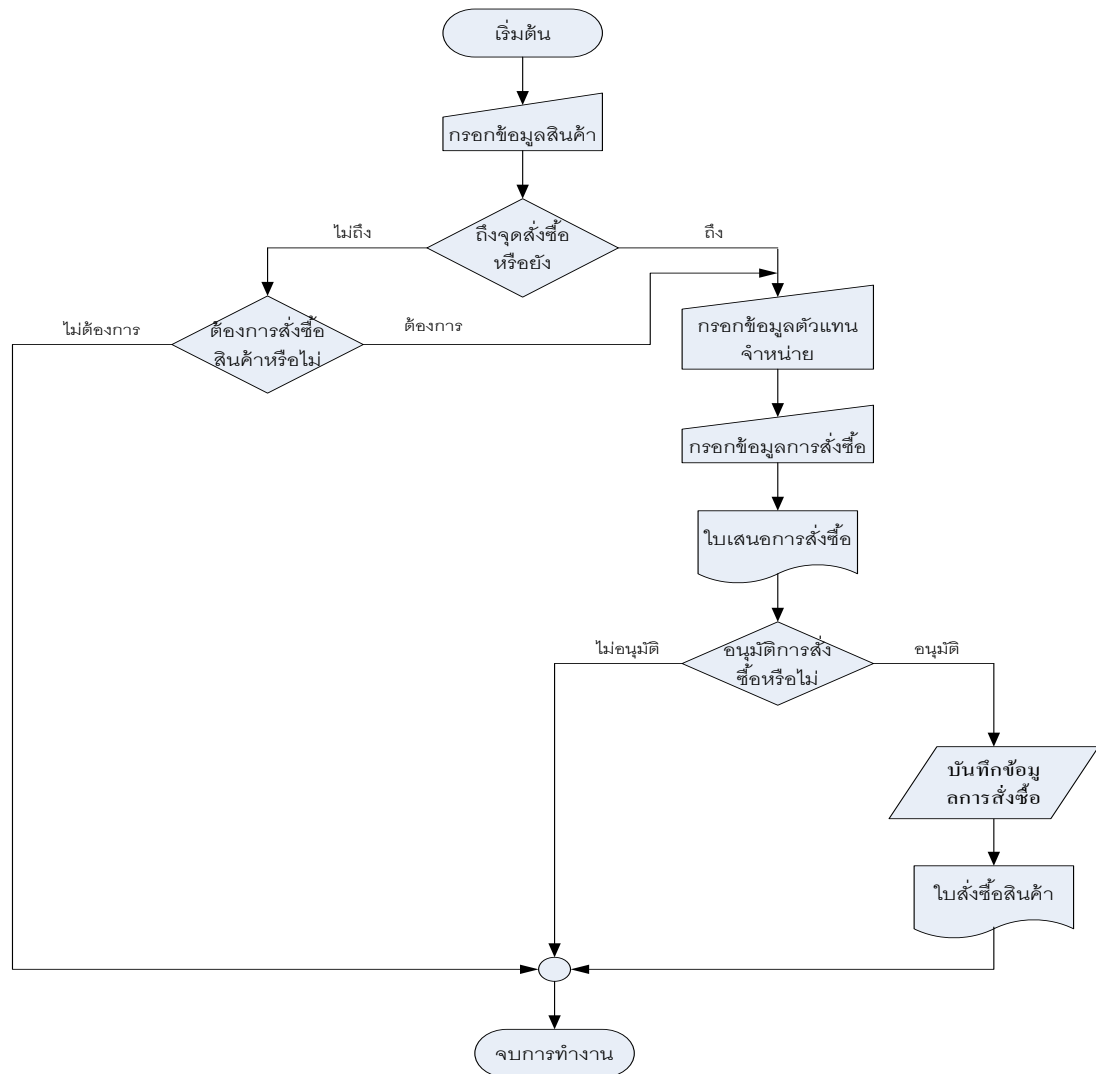 เริ่มต้น
กรอกข้อมูลสินค้า
ไม่ถึง
ถึงจุดสั่งซื้อ
หรือยัง
ถึง
ไม่ต้องการ
ต้องการสั่งซื้อ
สินค้าหรือไม่
ต้องการ
กรอกข้อมูลตัวแทน
จำหน่าย
กรอกข้อมูลการสั่งซื้อ
ใบเสนอการสั่งซื้อ
ไม่อนุมัติ
อนุมัติการสั่ง
ซื้อหรือไม่
อนุมัติ
บันทึกข้อมู
ลการสั่งซื้อ
ใบสั่งซื้อสินค้า
จบการทำงาน